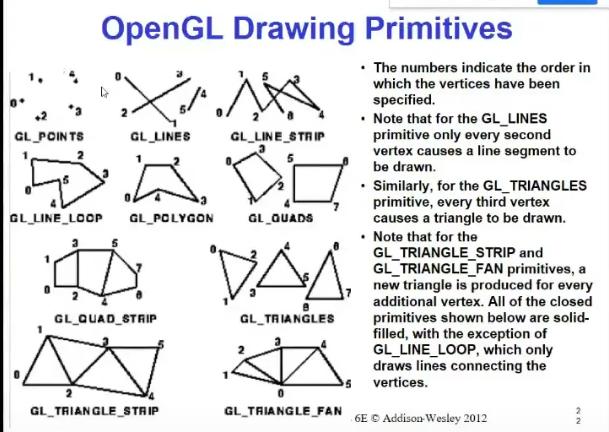 OpenGL Drawing Primitives
• The numbers indicate the order in
which the vertices have been
specified.
• Note that for the GL_LINES
primitive only every second
vertex causes a line segment to
be drawn.
• Similarly, for the GL_TRIANGLES
primitive, every third vertex
causes a triangle to be drawn.
• Note that for the
GL_TRIANGLE_STRIP and
GL_TRIANGLE_FAN primitives, a
new triangle is produced for every
additional vertex. All of the closed
primitives shown below are solid-
filled, with the exception of
GL_LINE_LOOP, which only
draws lines connecting the
vertices.
1 4
0 2 3
GL_POINTS
0 3
4
2 5
1
GL_LINES
1 5 3
0 2 4
GL_LINE_STRIP
1 2
0 5 3
4
GL_LINE_LOOP
1 2
0 4 3
GL_POLYGON
3 5 6
0 2
1 4 7
GL_QUADS
3 5
1 7
0 2 4 6
GL_QUAD_STRIP
0 2 4 6
3
1 8 7
5
GL_TRIANGLES
1 3 5
0 2 4
GL_TRIANGLE_STRIP
3 4
2
1
0 5
GL_TRIANGLE_FAN
6E © Addison-Wesley 2012
2
2